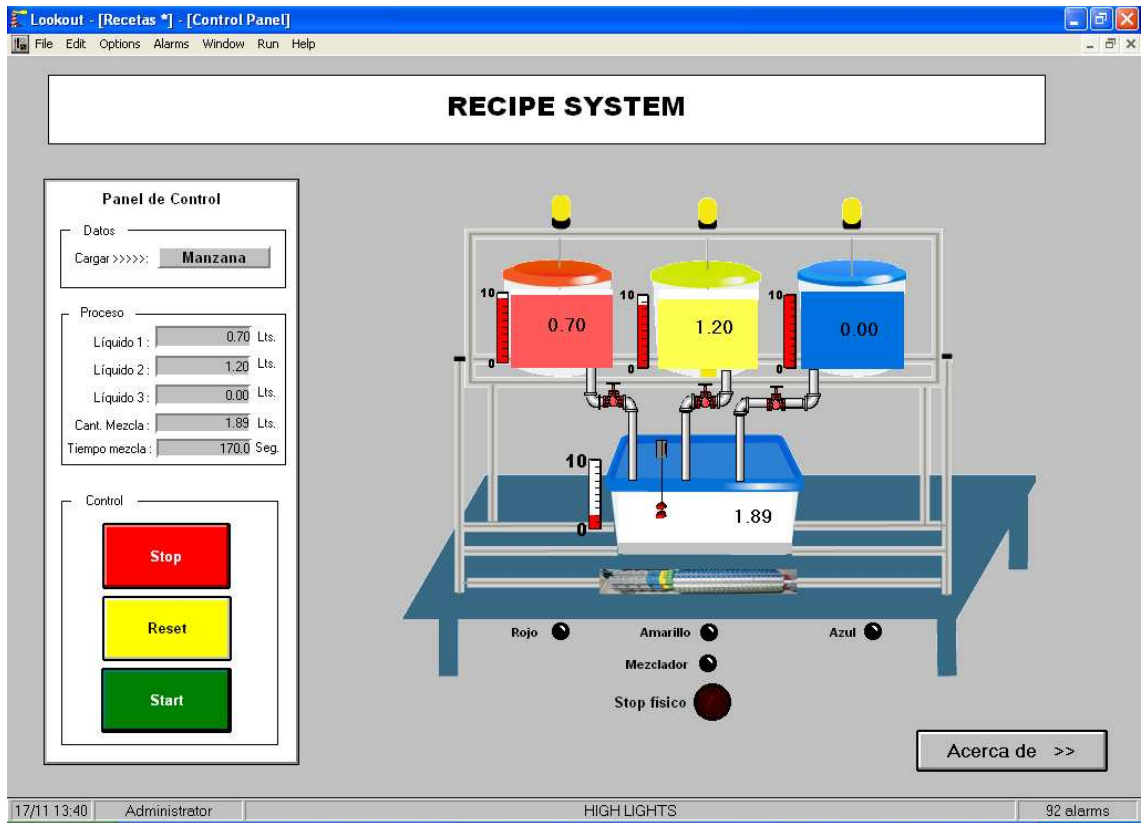 Lookout - [Recetas *] - [Control Panel]
File Edit Options Alarms Window Run Help
RECIPE SYSTEM
Panel de Control
Datos
Cargar >>>>>: Manzana
Proceso
Líquido 1 : 0.70 Lts.
Líquido 2 : 1.20 Lts.
Líquido 3 : 0.00 Lts.
Cant. Mezcla : 1.89 Lts.
Tiempo mezcla : 170.0 Seg.
Control
Stop
Reset
Start
10 10 10
0.70 1.20 0.00
0 0 0
10
1.89
0
Rojo Amarillo Azul
Mezclador
Stop físico
Acerca de >>
17/11 13:40 Administrator HIGH LIGHTS 92 alarms